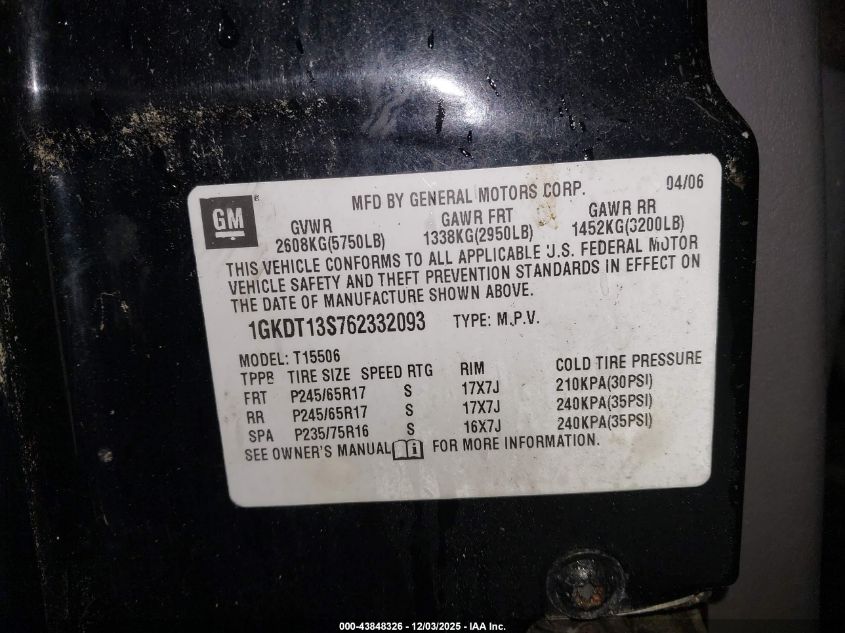 GM ®
MFD BY GENERAL MOTORS CORP. 04/06
GVWR GAWR FRT GAWR RR
2608KG(5750LB) 1338KG(2950LB) 1452KG(3200LB)
THIS VEHICLE CONFORMS TO ALL APPLICABLE U.S. FEDERAL MOTOR
VEHICLE SAFETY AND THEFT PREVENTION STANDARDS IN EFFECT ON
THE DATE OF MANUFACTURE SHOWN ABOVE.
1GKDT13S762332093 TYPE: M.P.V.
MODEL: T15506
TPPB TIRE SIZE SPEED RTG RIM COLD TIRE PRESSURE
FRT P245/65R17 S 17X7J 210KPA(30PSI)
RR P245/65R17 S 17X7J 240KPA(35PSI)
SPA P235/75R16 S 16X7J 240KPA(35PSI)
SEE OWNER'S MANUAL FOR MORE INFORMATION.
000-43848326 - 12/03/2025 - IAA Inc.